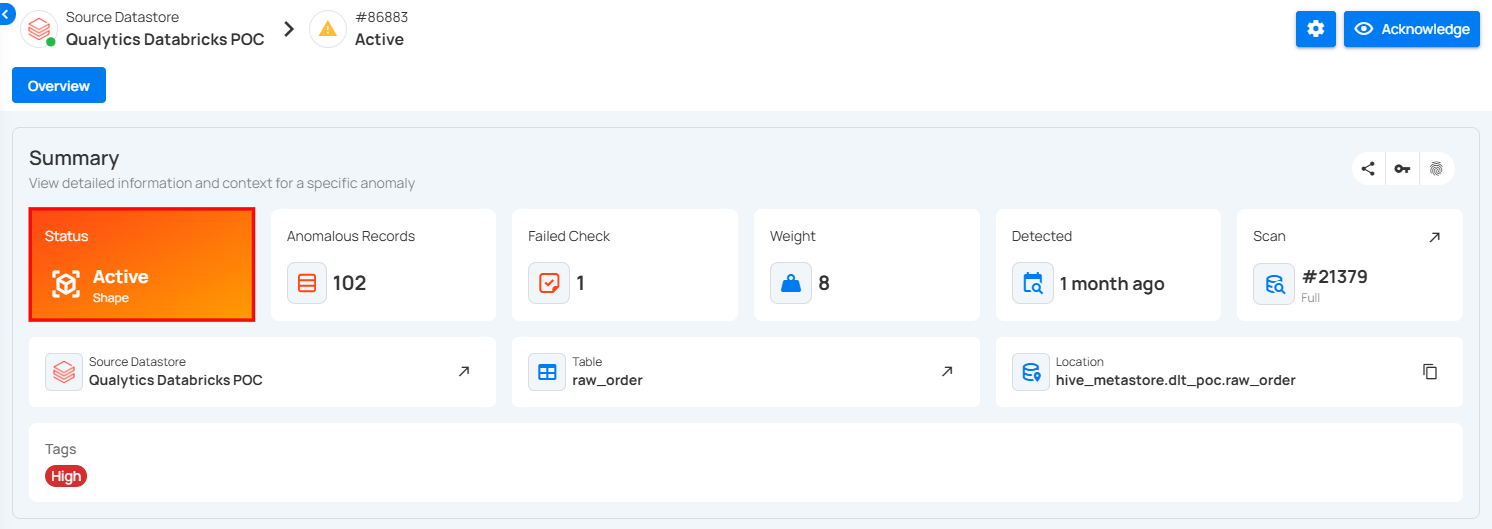 Source Datastore
Qualytics Databricks POC
#86883
Active
Acknowledge
Overview
Summary
View detailed information and context for a specific anomaly
Status
Active
Shape
Anomalous Records
102
Failed Check
1
Weight
8
Detected
1 month ago
Scan
#21379
Full
Source Datastore
Qualytics Databricks POC
Table
raw_order
Location
hive_metastore.dlt_poc.raw_order
Tags
High